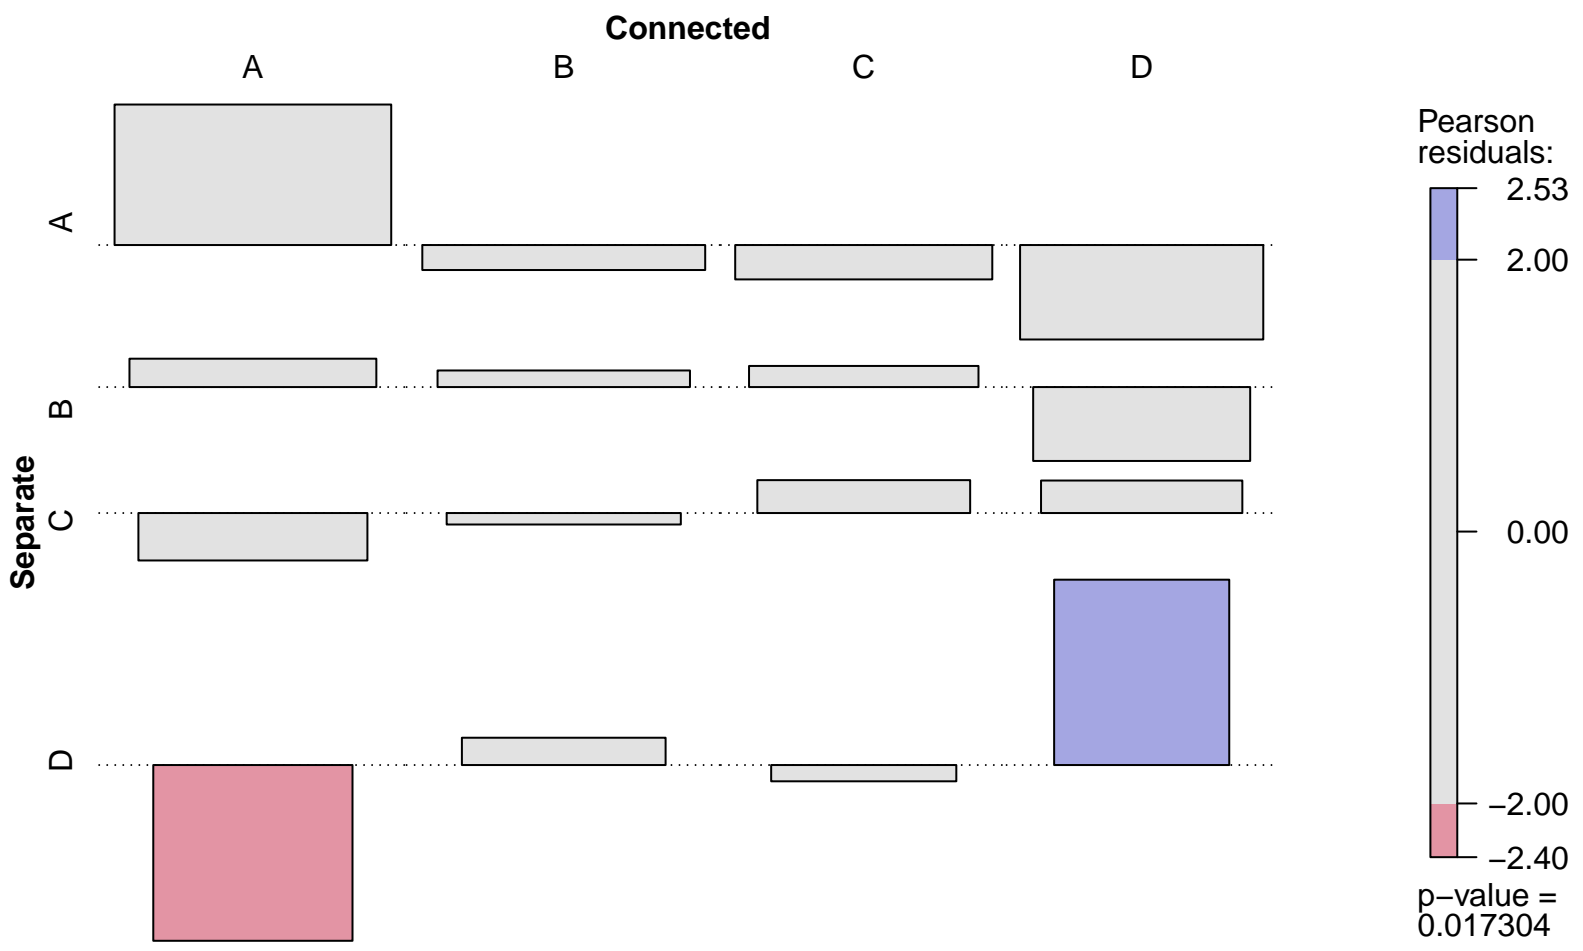 Connected
A B C D
Separate
A
B
C
D
Pearson
residuals:
2.53
2.00
0.00
−2.00
−2.40
p−value =
0.017304